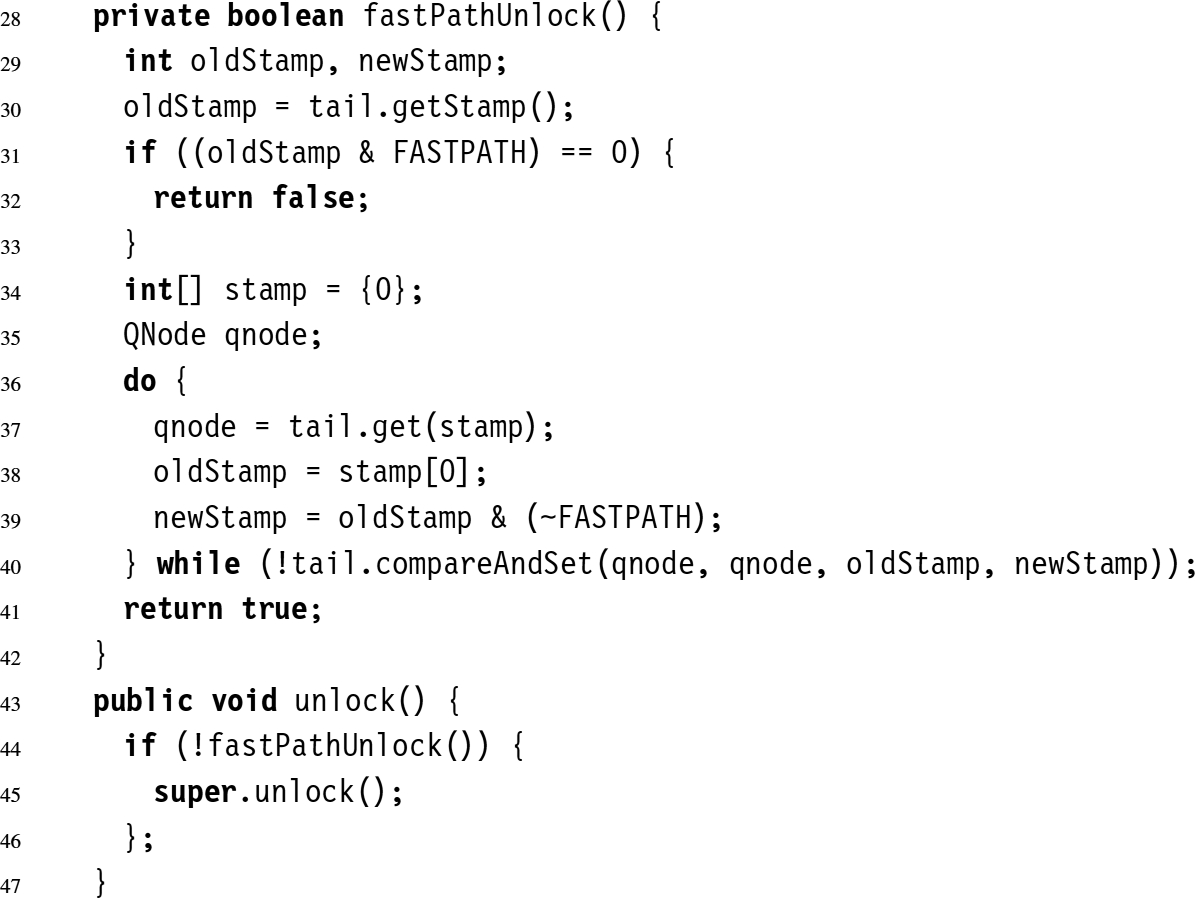 28 private boolean fastPathUnlock() {
29 int oldStamp, newStamp;
30 oldStamp = tail.getStamp();
31 if ((oldStamp & FASTPATH) == 0) {
32 return false;
33 }
34 int[] stamp = {0};
35 QNode qnode;
36 do {
37 qnode = tail.get(stamp);
38 oldStamp = stamp[0];
39 newStamp = oldStamp & (~FASTPATH);
40 } while (!tail.compareAndSet(qnode, qnode, oldStamp, newStamp));
41 return true;
42 }
43 public void unlock() {
44 if (!fastPathUnlock()) {
45 super.unlock();
46 };
47 }